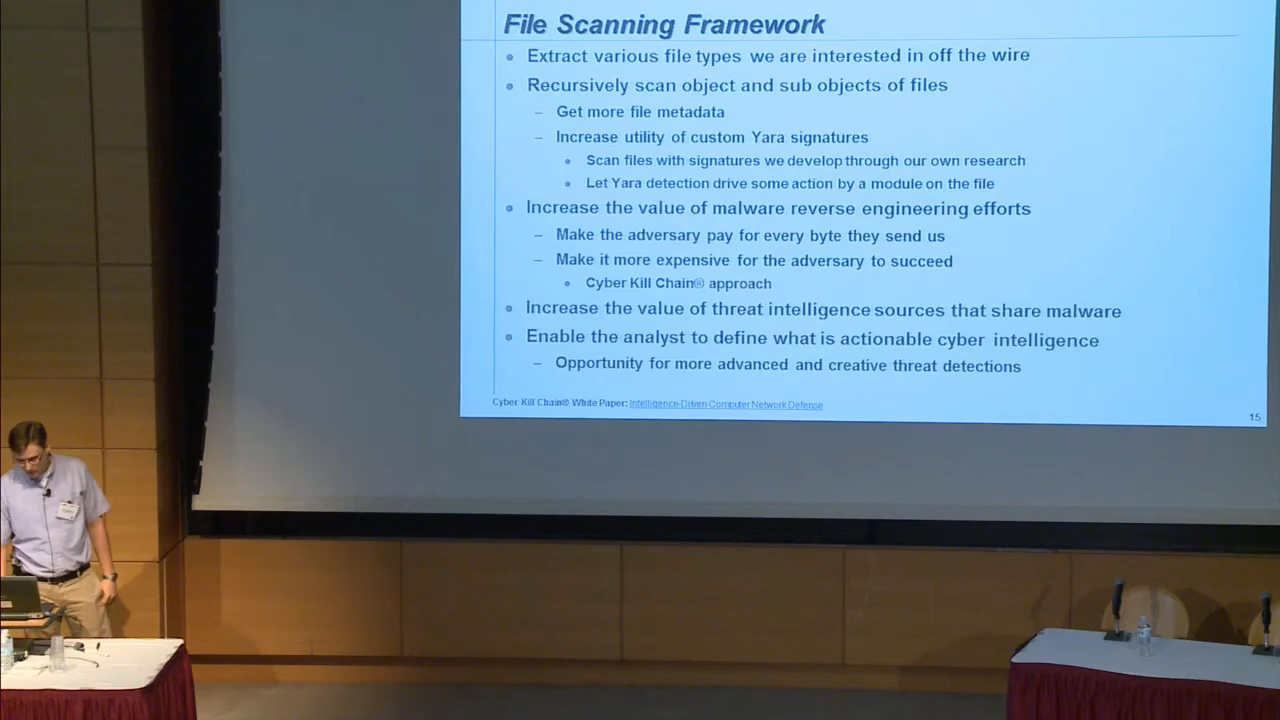 File Scanning Framework
Extract various file types we are interested in off the wire
Recursively scan object and sub objects of files
– Get more file metadata
– Increase utility of custom Yara signatures
Scan files with signatures we develop through our own research
Let Yara detection drive some action by a module on the file
Increase the value of malware reverse engineering efforts
– Make the adversary pay for every byte they send us
– Make it more expensive for the adversary to succeed
Cyber Kill Chain® approach
Increase the value of threat intelligence sources that share malware
Enable the analyst to define what is actionable cyber intelligence
– Opportunity for more advanced and creative threat detections
Cyber Kill Chain® White Paper: Intelligence-Driven Computer Network Defense
15